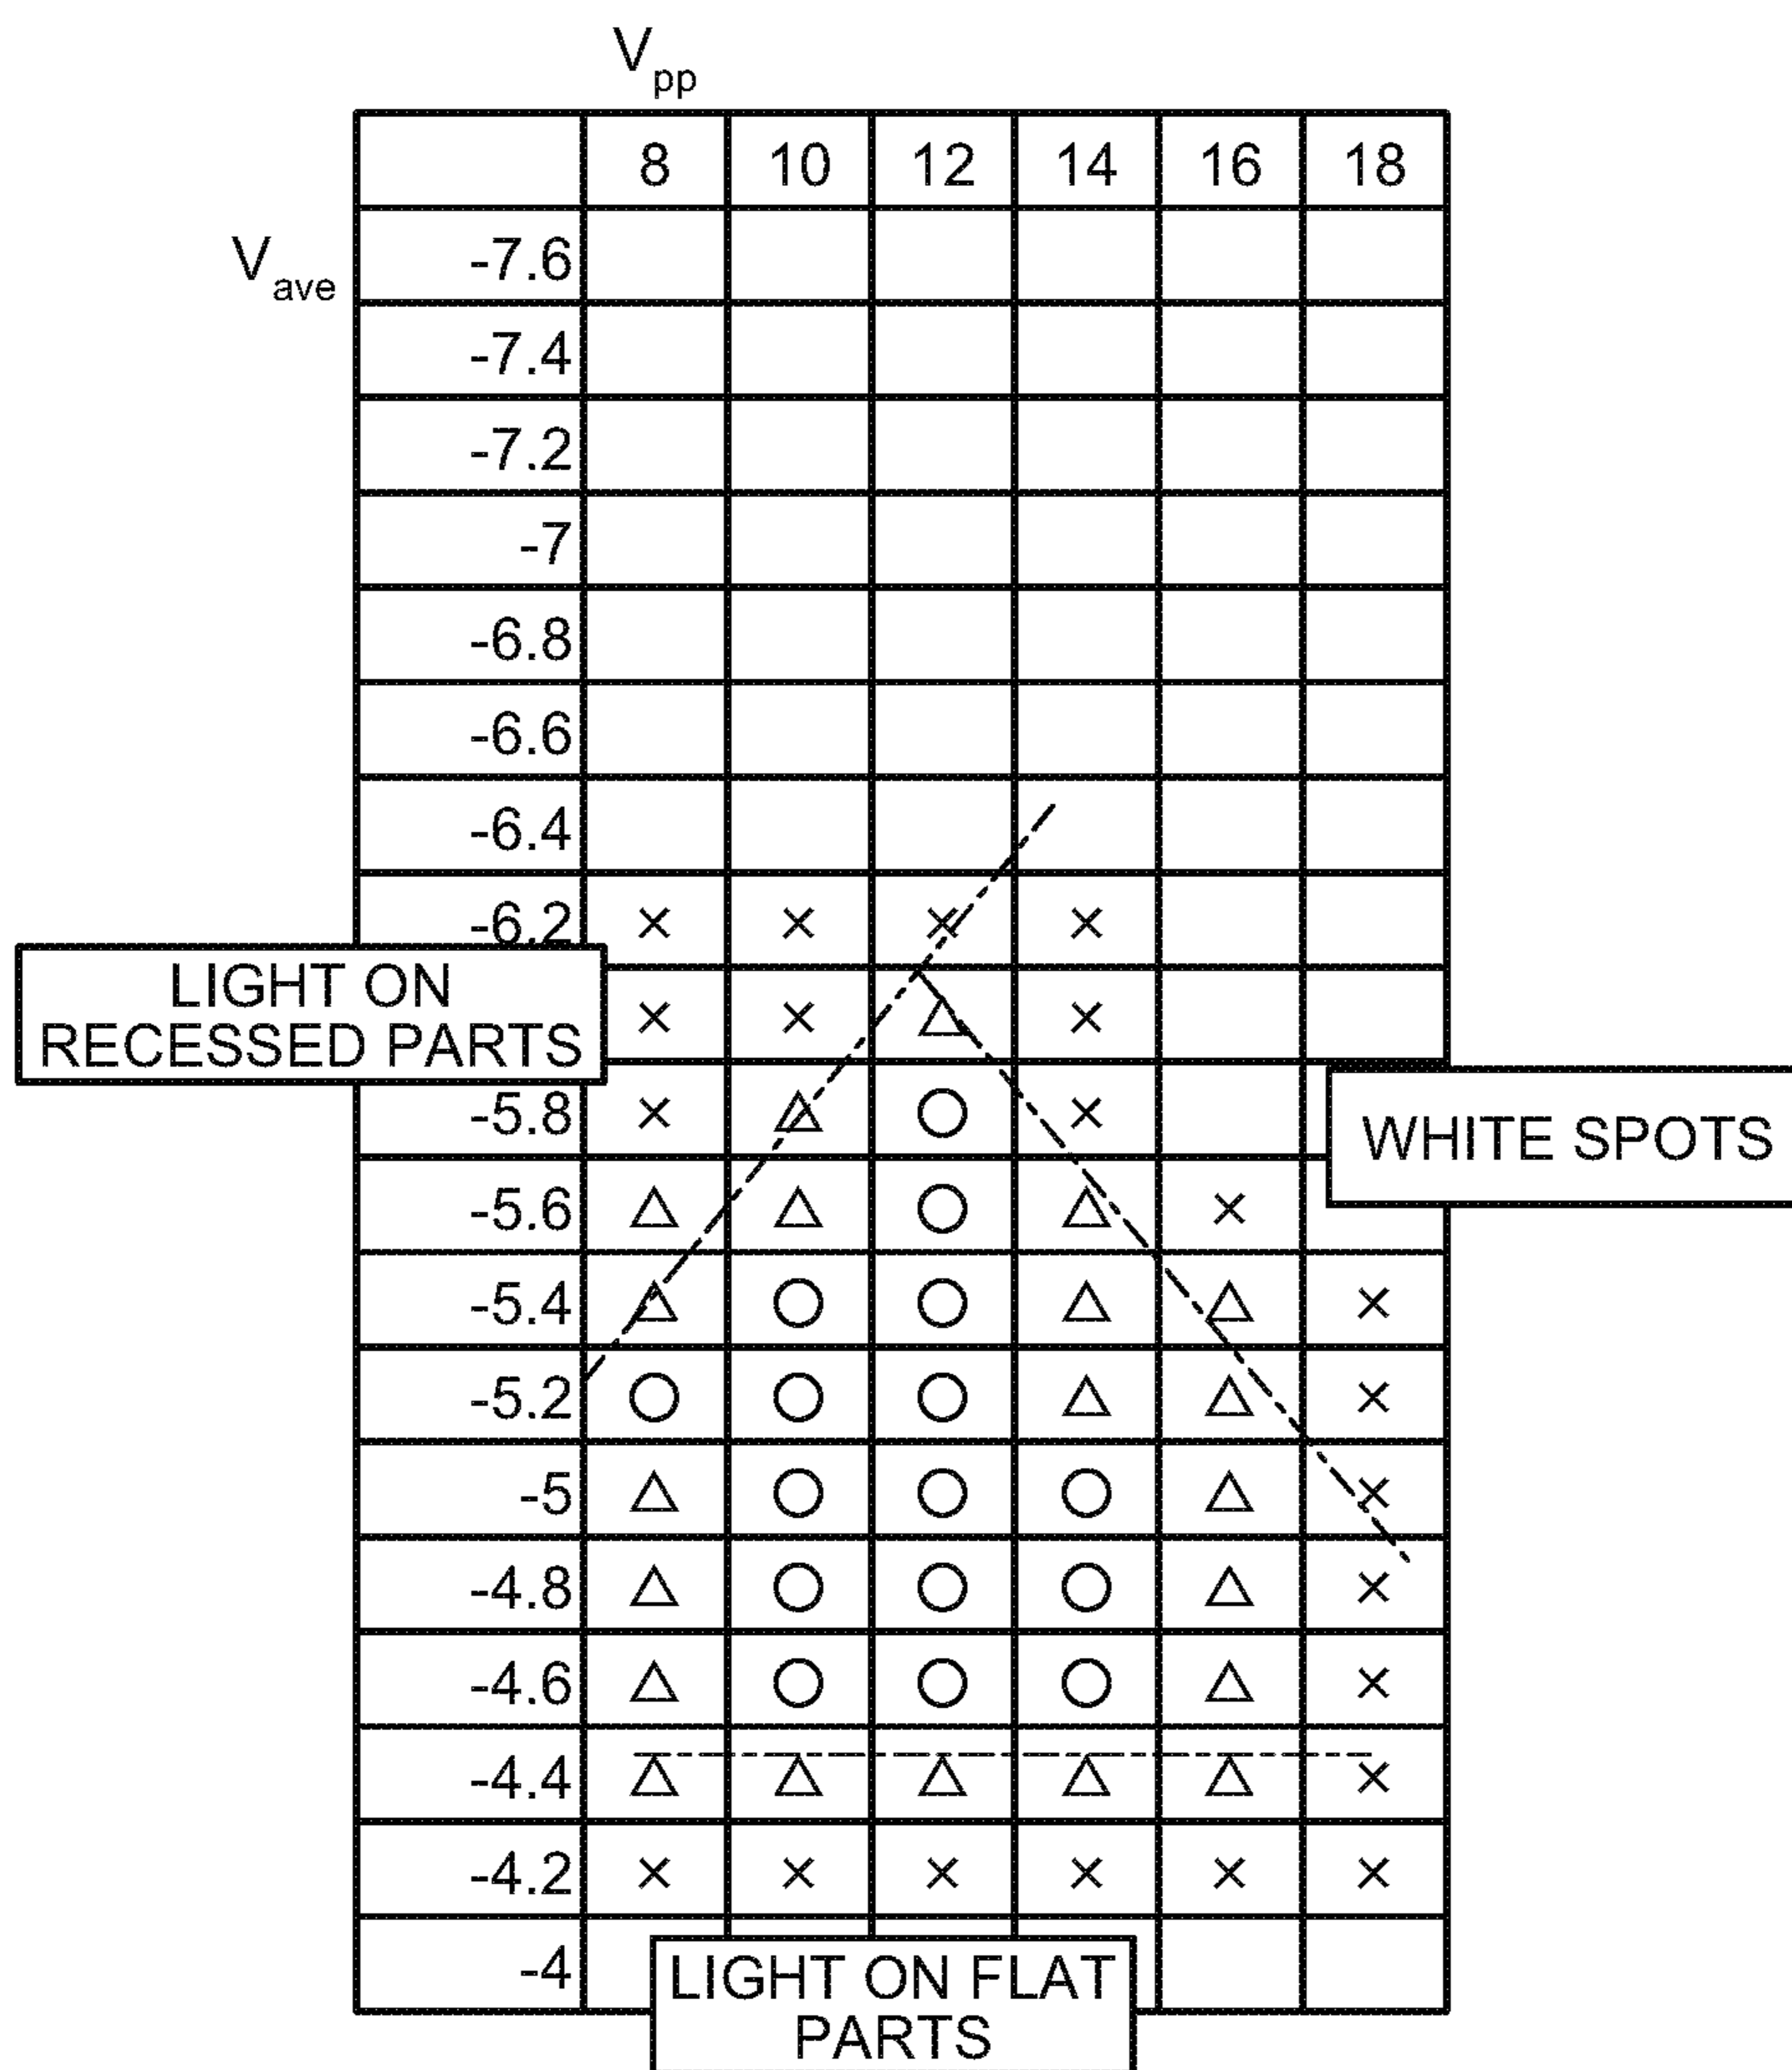 Vpp
8 10 12 14 16 18
Vave
-7.6
-7.4
-7.2
-7
-6.8
-6.6
-6.4
-6.2 × × × ×
LIGHT ON
RECESSED PARTS
× × △ ×
-5.8 × △ ○ ×
WHITE SPOTS
-5.6 △ △ ○ △ ×
-5.4 △ ○ ○ △ △ ×
-5.2 ○ ○ ○ △ △ ×
-5 △ ○ ○ ○ △ ×
-4.8 △ ○ ○ ○ △ ×
-4.6 △ ○ ○ ○ △ ×
-4.4 △ △ △ △ △ ×
-4.2 × × × × × ×
-4
LIGHT ON FLAT
PARTS